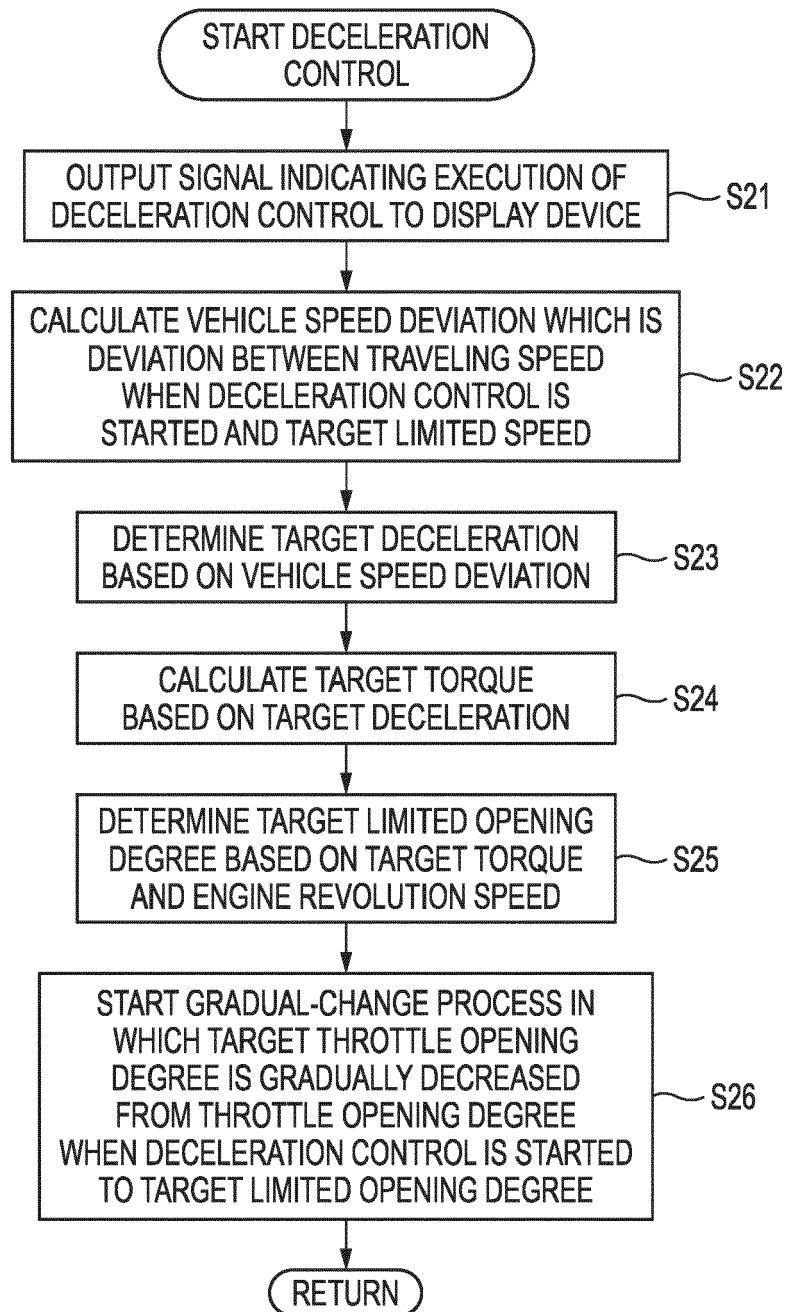 START DECELERATION
CONTROL
OUTPUT SIGNAL INDICATING EXECUTION OF
DECELERATION CONTROL TO DISPLAY DEVICE
S21
CALCULATE VEHICLE SPEED DEVIATION WHICH IS
DEVIATION BETWEEN TRAVELING SPEED
WHEN DECELERATION CONTROL IS
STARTED AND TARGET LIMITED SPEED
S22
DETERMINE TARGET DECELERATION
BASED ON VEHICLE SPEED DEVIATION
S23
CALCULATE TARGET TORQUE
BASED ON TARGET DECELERATION
S24
DETERMINE TARGET LIMITED OPENING
DEGREE BASED ON TARGET TORQUE
AND ENGINE REVOLUTION SPEED
S25
START GRADUAL-CHANGE PROCESS IN
WHICH TARGET THROTTLE OPENING
DEGREE IS GRADUALLY DECREASED
FROM THROTTLE OPENING DEGREE
WHEN DECELERATION CONTROL IS STARTED
TO TARGET LIMITED OPENING DEGREE
S26
RETURN